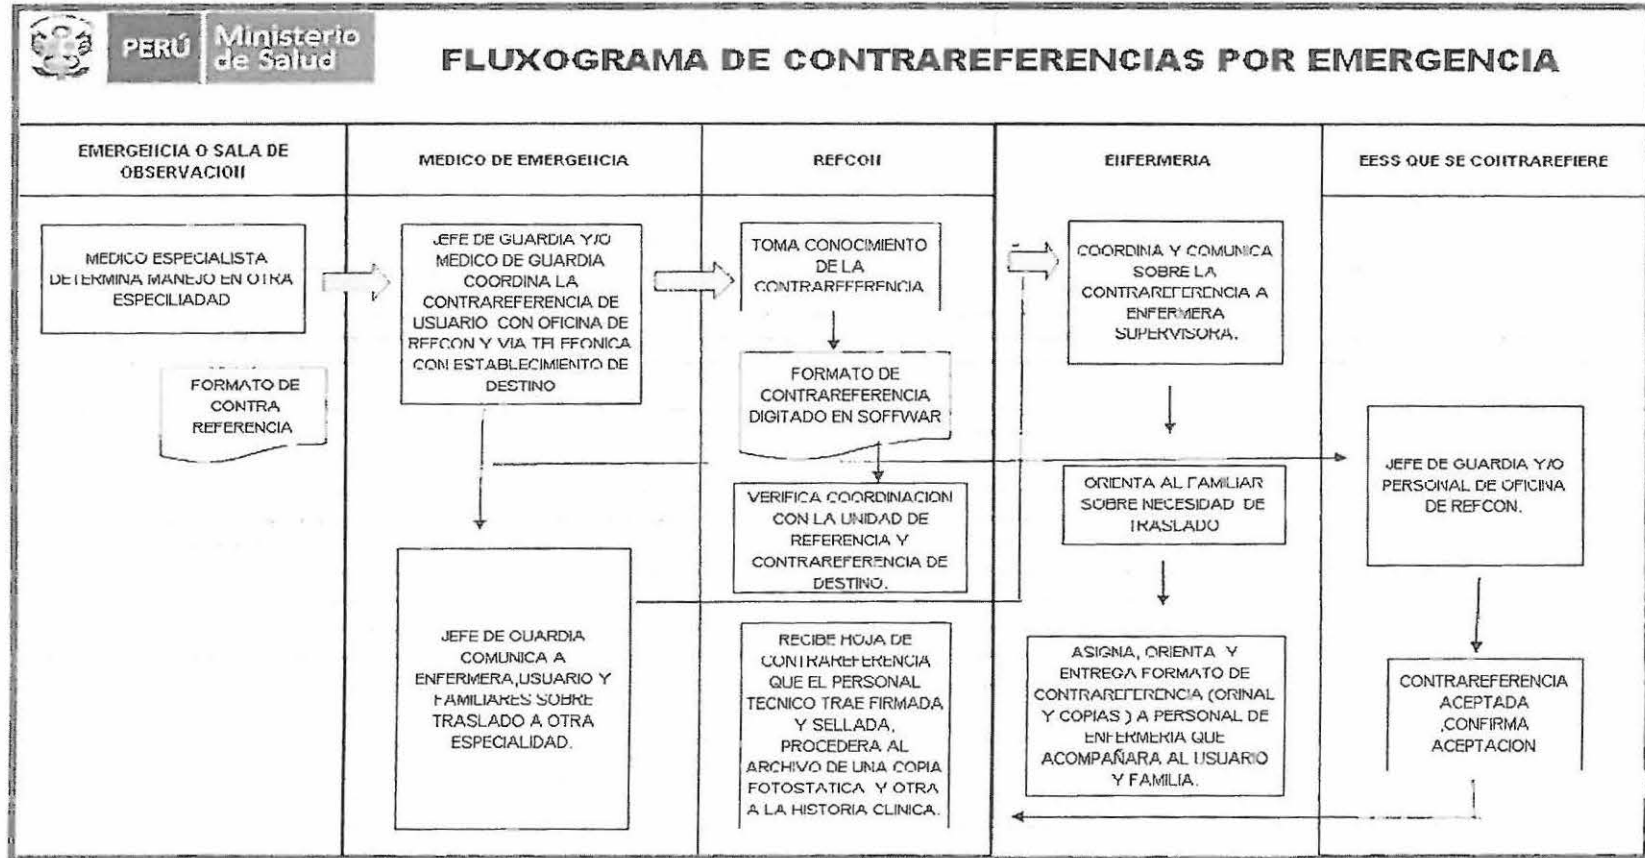 PERÚ
Ministerio
de Salud
FLUXOGRAMA DE CONTRAREFERENCIAS POR EMERGENCIA
EMERGENCIA O SALA DE
OBSERVACION
MEDICO DE EMERGENCIA
REFCON
ENFERMERIA
EESS QUE SE CONTRAREFIERE
MEDICO ESPECIALISTA
DETERMINA MANEJO EN OTRA
ESPECILIADAD
FORMATO DE
CONTRA
REFERENCIA
JEFE DE GUARDIA Y/O
MEDICO DE GUARDIA
COORDINA LA
CONTRAREFERENCIA DE
USUARIO CON OFICINA DE
REFCON Y VIA TELEFONICA
CON ESTABLECIMIENTO DE
DESTINO
JEFE DE GUARDIA
COMUNICA A
ENFERMERA,USUARIO Y
FAMILIARES SOBRE
TRASLADO A OTRA
ESPECIALIDAD.
TOMA CONOCIMIENTO
DE LA
CONTRAREFERENCIA
FORMATO DE
CONTRAREFERENCIA
DIGITADO EN SOFFWAR
VERIFICA COORDINACION
CON LA UNIDAD DE
REFERENCIA Y
CONTRAREFERENCIA DE
DESTINO.
RECIBE HOJA DE
CONTRAREFERENCIA
QUE EL PERSONAL
TECNICO TRAE FIRMADA
Y SELLADA,
PROCEDERA AL
ARCHIVO DE UNA COPIA
FOTOSTATICA Y OTRA
A LA HISTORIA CLINICA.
COORDINA Y COMUNICA
SOBRE LA
CONTRAREFERENCIA A
ENFERMERA
SUPERVISORA.
ORIENTA AL FAMILIAR
SOBRE NECESIDAD DE
TRASLADO
ASIGNA, ORIENTA Y
ENTREGA FORMATO DE
CONTRAREFERENCIA (ORINAL
Y COPIAS ) A PERSONAL DE
ENFERMERIA QUE
ACOMPAÑARA AL USUARIO
Y FAMILIA.
JEFE DE GUARDIA Y/O
PERSONAL DE OFICINA
DE REFCON.
CONTRAREFERENCIA
ACEPTADA
,CONFIRMA
ACEPTACION